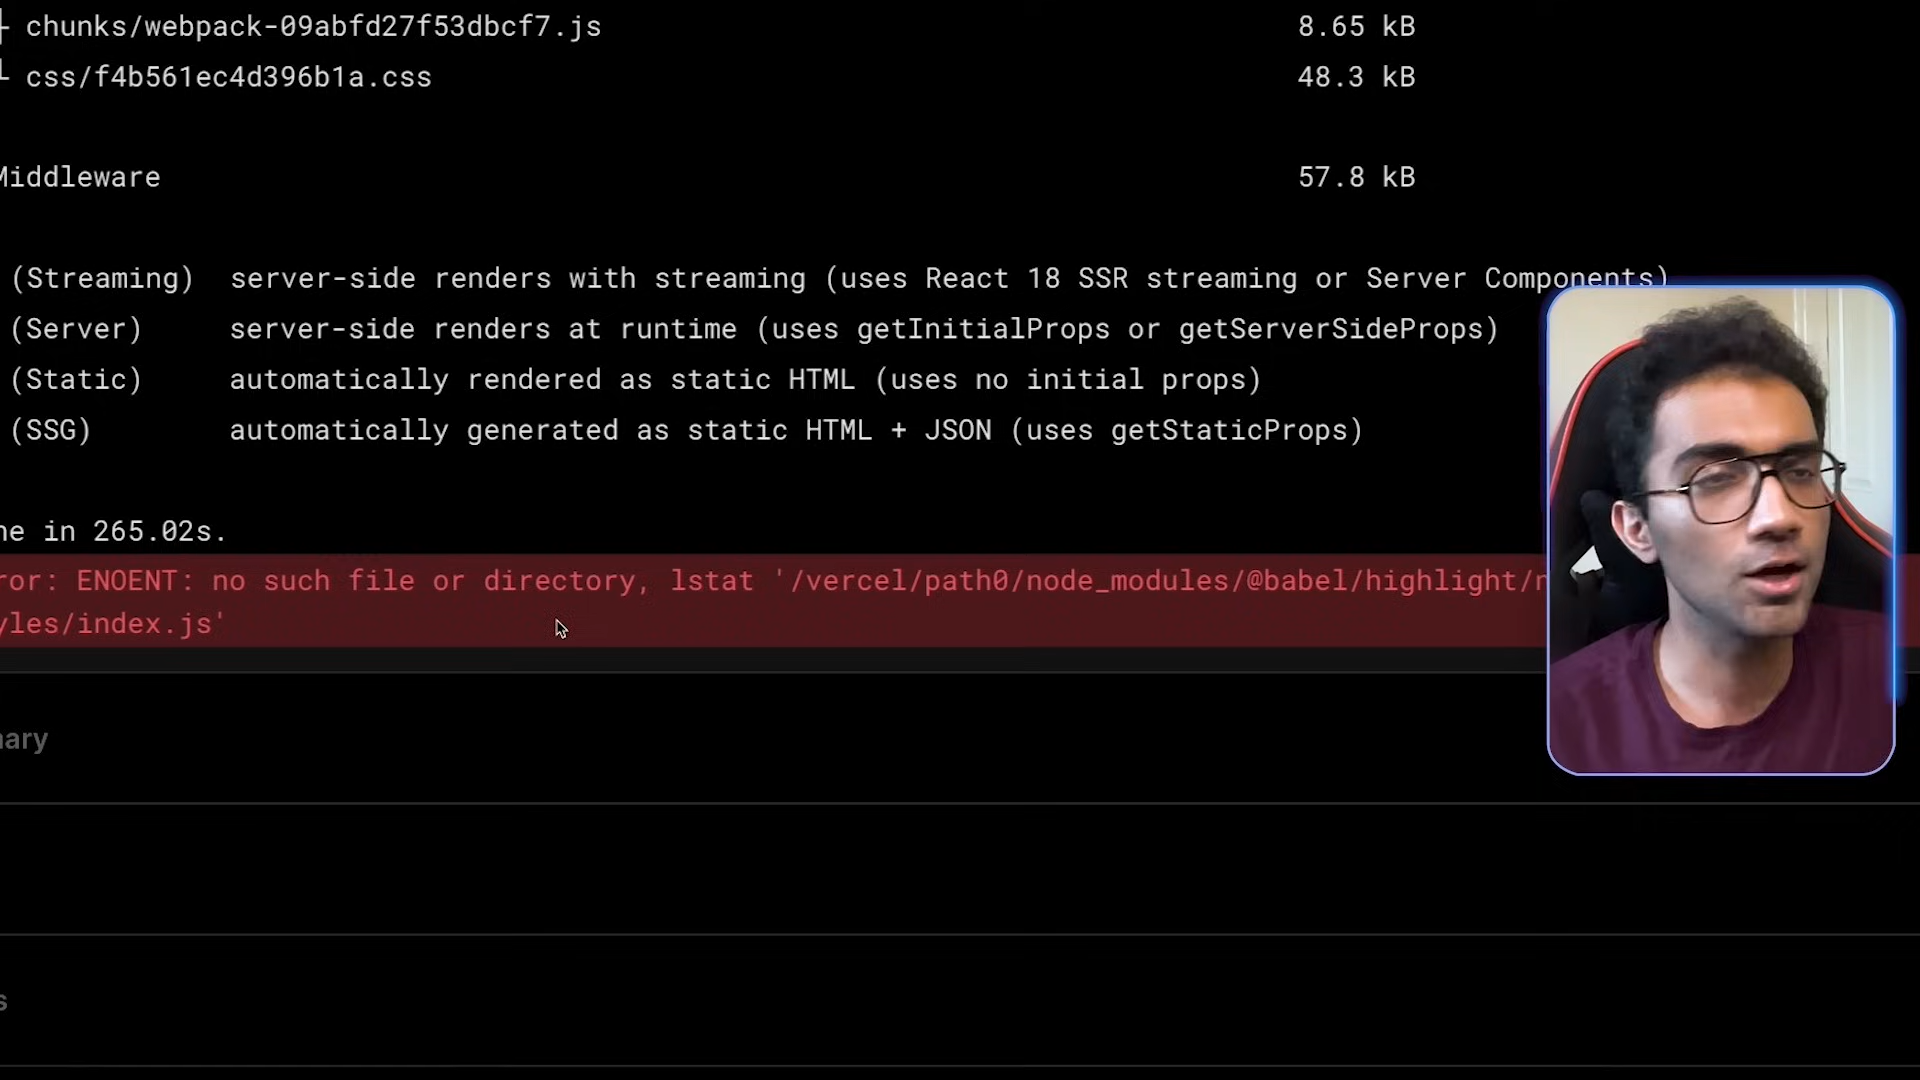 chunks/webpack-09abfd27f53dbcf7.js 8.65 kB
css/f4b561ec4d396b1a.css 48.3 kB
Middleware 57.8 kB
(Streaming) server-side renders with streaming (uses React 18 SSR streaming or Server Components)
(Server) server-side renders at runtime (uses getInitialProps or getServerSideProps)
(Static) automatically rendered as static HTML (uses no initial props)
(SSG) automatically generated as static HTML + JSON (uses getStaticProps)
ne in 265.02s.
ror: ENOENT: no such file or directory, lstat '/vercel/path0/node_modules/@babel/highlight/n
yles/index.js'
mary
s